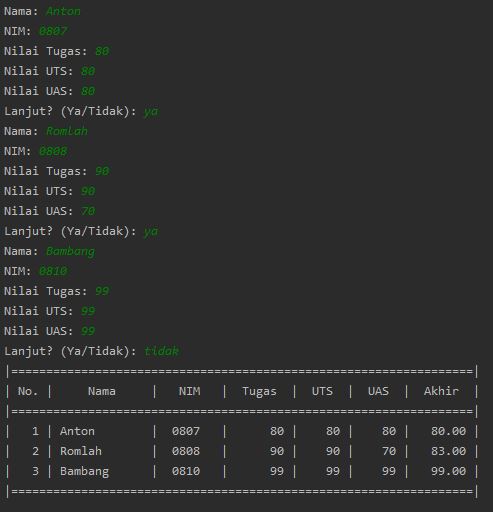 Nama: Anton
NIM: 0807
Nilai Tugas: 80
Nilai UTS: 80
Nilai UAS: 80
Lanjut? (Ya/Tidak): ya
Nama: Romlah
NIM: 0808
Nilai Tugas: 90
Nilai UTS: 90
Nilai UAS: 70
Lanjut? (Ya/Tidak): ya
Nama: Bambang
NIM: 0810
Nilai Tugas: 99
Nilai UTS: 99
Nilai UAS: 99
Lanjut? (Ya/Tidak): tidak
|==================================================================|
| No. |     Nama     |   NIM   |  Tugas  |  UTS  |  UAS  |  Akhir  |
|==================================================================|
|   1 | Anton        |  0807   |      80 |    80 |    80 |   80.00 |
|   2 | Romlah       |  0808   |      90 |    90 |    70 |   83.00 |
|   3 | Bambang      |  0810   |      99 |    99 |    99 |   99.00 |
|==================================================================|